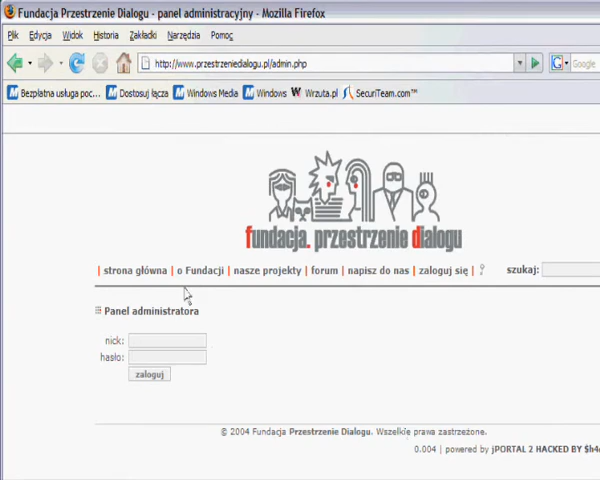 Fundacja Przestrzenie Dialogu - panel administracyjny - Mozilla Firefox
Plik Edycja Widok Historia Zakładki Narzędzia Pomoc
http://www.przestrzeniedialogu.pl/admin.php
Google
Bezpłatna usługa poc... Dostosuj łącza Windows Media Windows Wrzuta.pl SecuriTeam.com™
fundacja. przestrzenie dialogu
| strona główna | o Fundacji | nasze projekty | forum | napisz do nas | zaloguj się | szukaj:
Panel administratora
nick:
hasło:
zaloguj
© 2004 Fundacja Przestrzenie Dialogu. Wszelkie prawa zastrzeżone.
0.004 | powered by jPORTAL 2 HACKED BY $h4